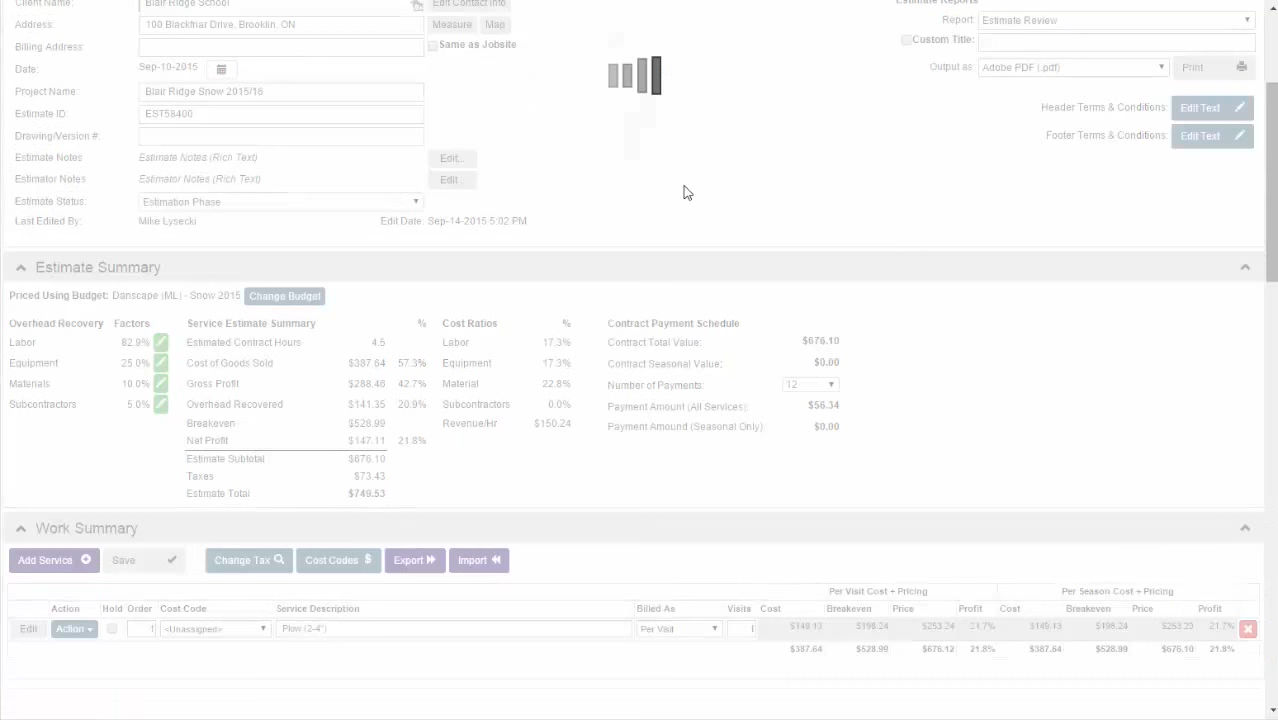 Client Name: Blair Ridge School Edit Contact Info Estimate Reports
Address: 100 Blackfriar Drive, Brooklin, ON Measure Map Report: Estimate Review
Billing Address: Same as Jobsite Custom Title:
Date: Sep-10-2015 Output as: Adobe PDF (.pdf) Print
Project Name: Blair Ridge Snow 2015/16
Estimate ID: EST58400 Header Terms & Conditions: Edit Text
Drawing/Version #: Footer Terms & Conditions: Edit Text
Estimate Notes Estimate Notes (Rich Text) Edit...
Estimator Notes Estimator Notes (Rich Text) Edit
Estimate Status: Estimation Phase
Last Edited By: Mike Lysecki Edit Date: Sep-14-2015 5:02 PM
Estimate Summary
Priced Using Budget: Danscape (ML) - Snow 2015 Change Budget
Overhead Recovery Factors Service Estimate Summary % Cost Ratios % Contract Payment Schedule
Labor 82.9% Estimated Contract Hours 4.5 Labor 17.3% Contract Total Value: $676.10
Equipment 25.0% Cost of Goods Sold $387.64 57.3% Equipment 17.3% Contract Seasonal Value: $0.00
Materials 10.0% Gross Profit $288.46 42.7% Material 22.8% Number of Payments: 12
Subcontractors 5.0% Overhead Recovered $141.35 20.9% Subcontractors 0.0% Payment Amount (All Services): $56.34
Breakeven $528.99 Revenue/Hr $150.24 Payment Amound (Seasonal Only) $0.00
Net Profit $147.11 21.8%
Estimate Subtotal $676.10
Taxes $73.43
Estimate Total $749.53
Work Summary
Add Service Save Change Tax Cost Codes $ Export Import
Per Visit Cost + Pricing Per Season Cost + Pricing
Action Hold Order Cost Code Service Description Billed As Visits Cost Breakeven Price Profit Cost Breakeven Price Profit
Edit Action 1 <Unassigned> Plow (2-4") Per Visit $149.13 $198.24 $253.24 21.7% $149.13 $198.24 $253.23 21.7%
$387.64 $528.99 $676.12 21.8% $387.64 $528.99 $676.10 21.8%